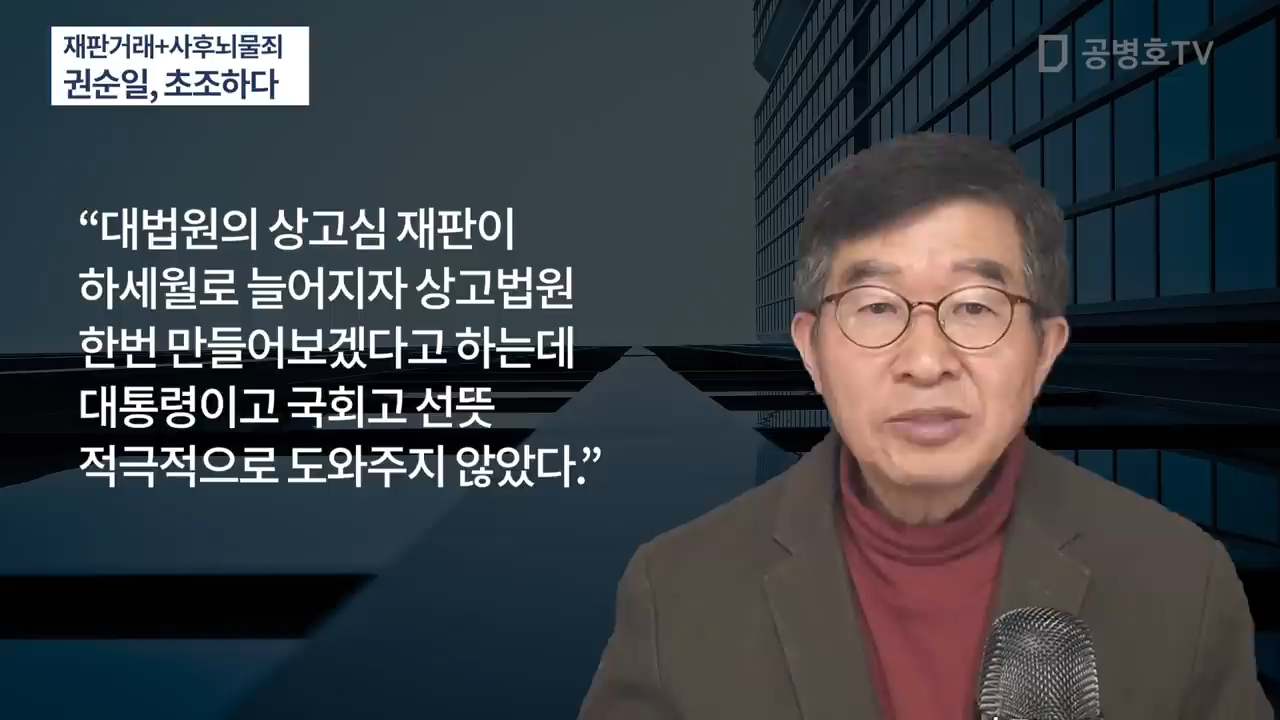 재판거래+사후뇌물죄
권순일, 초조하다
공병호TV
“대법원의 상고심 재판이
하세월로 늘어지자 상고법원
한번 만들어보겠다고 하는데
대통령이고 국회고 선뜻
적극적으로 도와주지 않았다.”